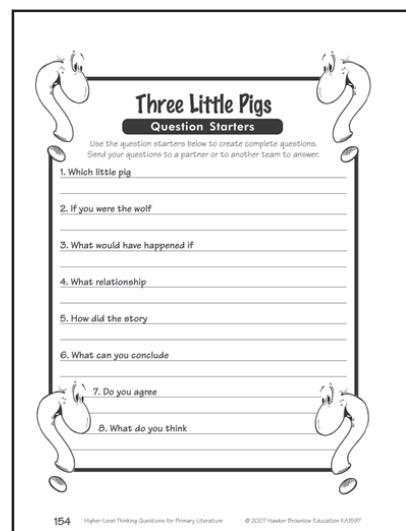 Three Little Pigs
Question Starters
Use the question starters below to create complete questions.
Send your questions to a partner or to another team to answer.
1. Which little pig
2. If you were the wolf
3. What would have happened if
4. What relationship
5. How did the story
6. What can you conclude
7. Do you agree
8. What do you think
154 Higher-Level Thinking Questions for Primary Literature © 2007 Hawker Brownlow Education KA1597